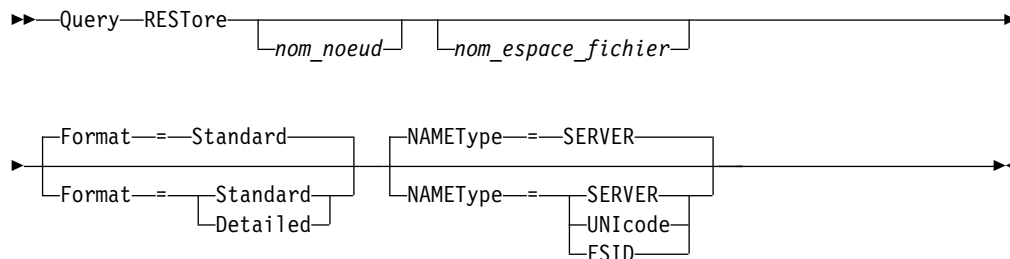 Query RESTore
nom_noeud nom_espace_fichier
Format = Standard NAMEType = SERVER
Format = Standard NAMEType = SERVER
Detailed UNIcode
FSID